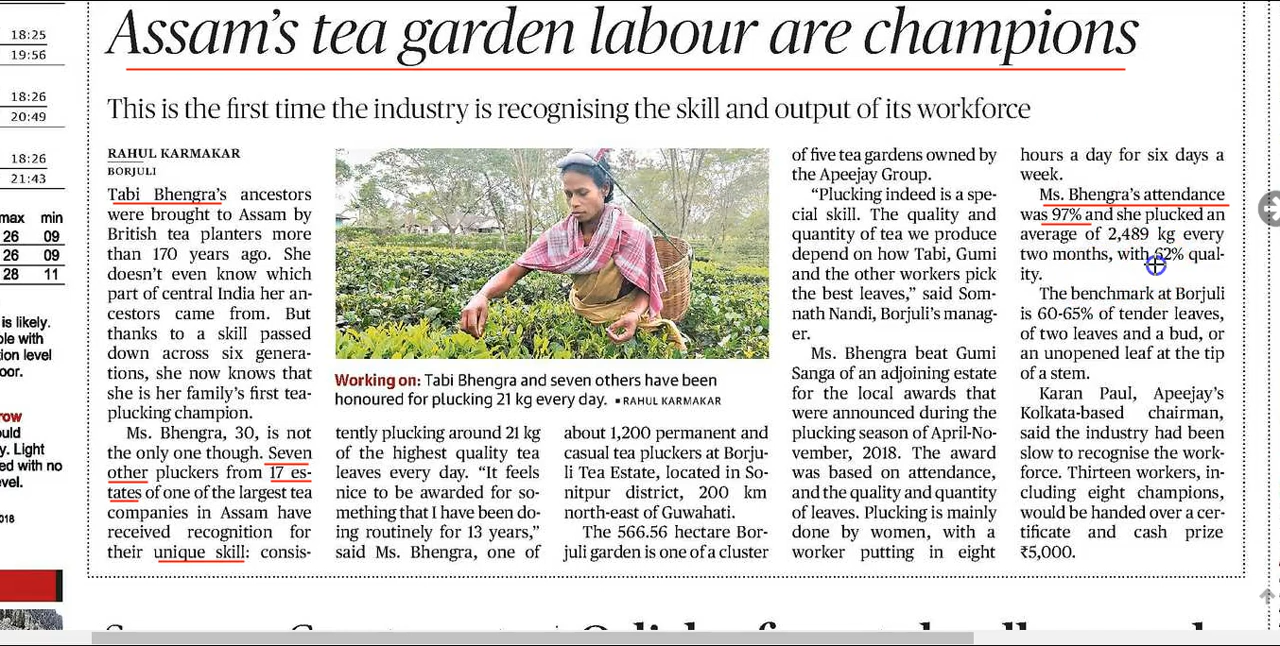 18:25
19:56
18:26
20:49
18:26
21:43
max min
26 09
26 09
28 11
is likely.
ble with
tion level
oor.
row
uld
y. Light
ed with no
evel.
018
Assam's tea garden labour are champions
This is the first time the industry is recognising the skill and output of its workforce
RAHUL KARMAKAR
BORJULI
Tabi Bhengra's ancestors
were brought to Assam by
British tea planters more
than 170 years ago. She
doesn't even know which
part of central India her an-
cestors came from. But
thanks to a skill passed
down across six genera-
tions, she now knows that
she is her family's first tea-
plucking champion.
Ms. Bhengra, 30, is not
the only one though. Seven
other pluckers from 17 es-
tates of one of the largest tea
companies in Assam have
received recognition for
their unique skill: consis-
Working on: Tabi Bhengra and seven others have been
honoured for plucking 21 kg every day. ▪ RAHUL KARMAKAR
tently plucking around 21 kg
of the highest quality tea
leaves every day. “It feels
nice to be awarded for so-
mething that I have been do-
ing routinely for 13 years,”
said Ms. Bhengra, one of
about 1,200 permanent and
casual tea pluckers at Borju-
li Tea Estate, located in So-
nitpur district, 200 km
north-east of Guwahati.
The 566.56 hectare Bor-
juli garden is one of a cluster
of five tea gardens owned by
the Apeejay Group.
“Plucking indeed is a spe-
cial skill. The quality and
quantity of tea we produce
depend on how Tabi, Gumi
and the other workers pick
the best leaves,” said Som-
nath Nandi, Borjuli's manag-
er.
Ms. Bhengra beat Gumi
Sanga of an adjoining estate
for the local awards that
were announced during the
plucking season of April-No-
vember, 2018. The award
was based on attendance,
and the quality and quantity
of leaves. Plucking is mainly
done by women, with a
worker putting in eight
hours a day for six days a
week.
Ms. Bhengra's attendance
was 97% and she plucked an
average of 2,489 kg every
two months, with 62% qual-
ity.
The benchmark at Borjuli
is 60-65% of tender leaves,
of two leaves and a bud, or
an unopened leaf at the tip
of a stem.
Karan Paul, Apeejay's
Kolkata-based chairman,
said the industry had been
slow to recognise the work-
force. Thirteen workers, in-
cluding eight champions,
would be handed over a cer-
tificate and cash prize
₹5,000.